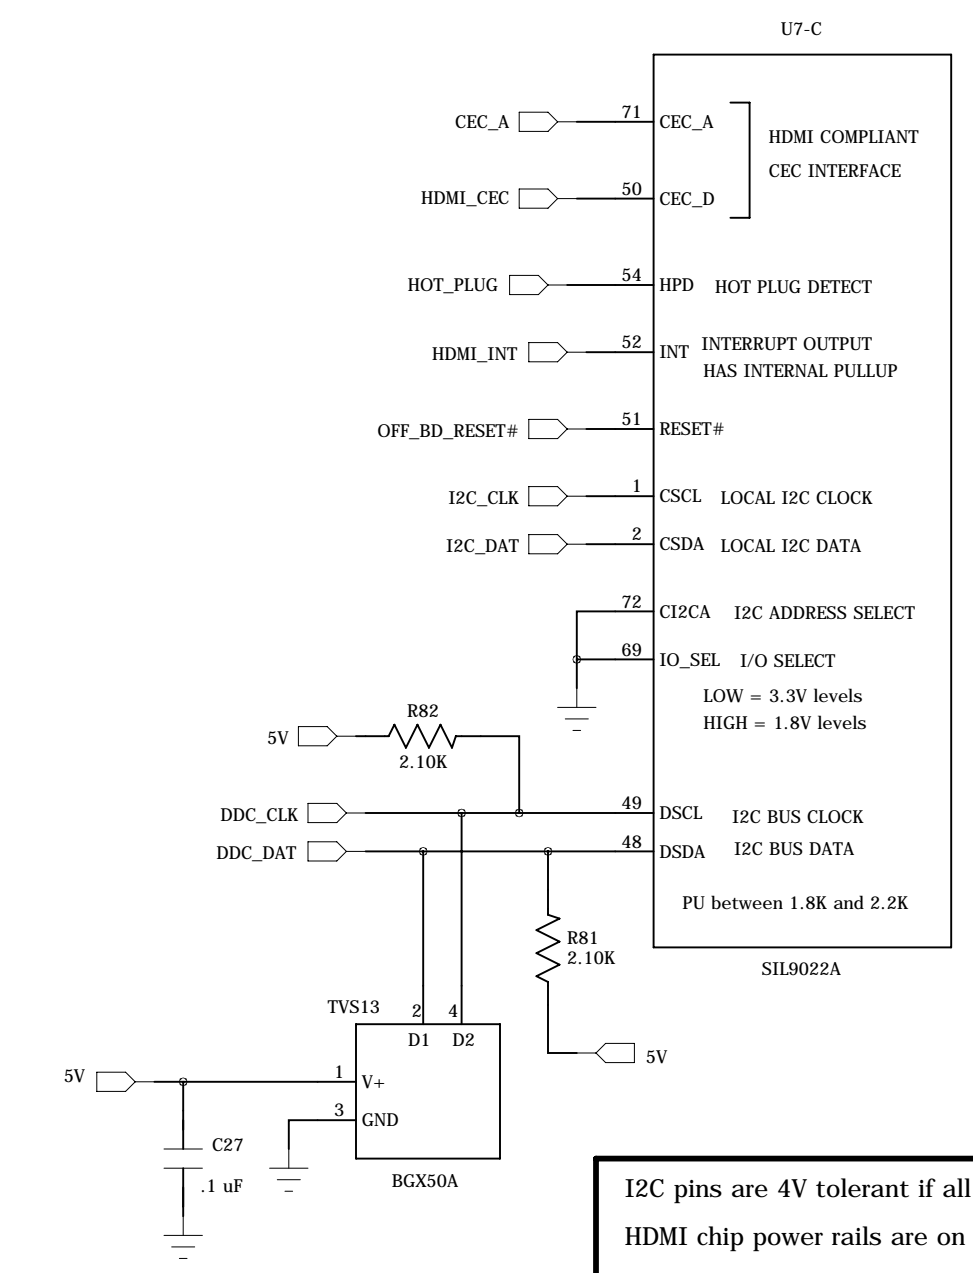 U7-C
CEC_A 71 CEC_A
HDMI COMPLIANT
CEC INTERFACE
HDMI_CEC 50 CEC_D
HOT_PLUG 54 HPD HOT PLUG DETECT
HDMI_INT 52 INT INTERRUPT OUTPUT
HAS INTERNAL PULLUP
OFF_BD_RESET# 51 RESET#
I2C_CLK 1 CSCL LOCAL I2C CLOCK
I2C_DAT 2 CSDA LOCAL I2C DATA
72 CI2CA I2C ADDRESS SELECT
69 IO_SEL I/O SELECT
LOW = 3.3V levels
HIGH = 1.8V levels
R82
5V
2.10K
DDC_CLK 49 DSCL I2C BUS CLOCK
DDC_DAT 48 DSDA I2C BUS DATA
PU between 1.8K and 2.2K
R81
2.10K
SIL9022A
TVS13 2 4
D1 D2
5V
5V 1 V+
3 GND
C27
.1 uF
BGX50A
I2C pins are 4V tolerant if all
HDMI chip power rails are on